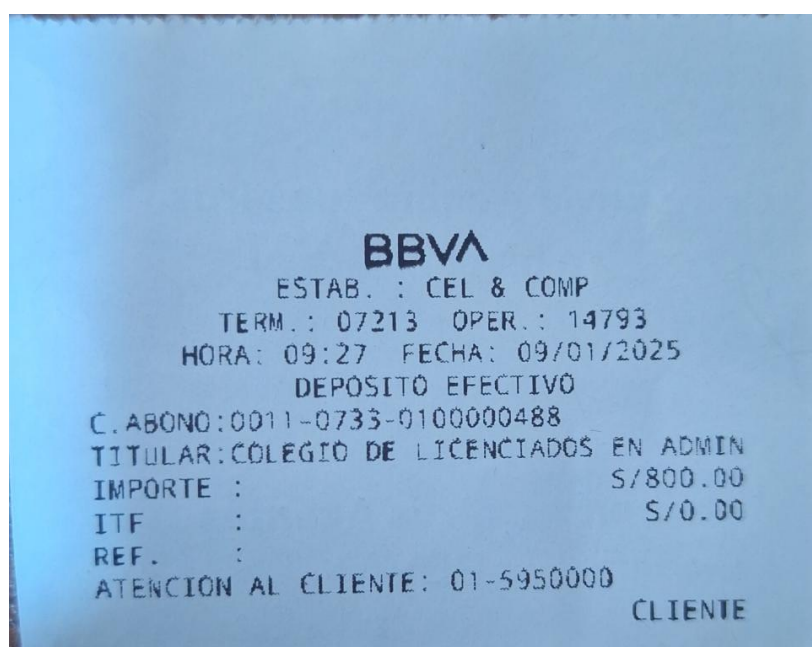 BBVA
ESTAB. : CEL & COMP
TERM.: 07213 OPER.: 14793
HORA: 09:27 FECHA: 09/01/2025
DEPOSITO EFECTIVO
C.ABONO:0011-0733-0100000488
TITULAR:COLEGIO DE LICENCIADOS EN ADMIN
IMPORTE : S/800.00
ITF : S/0.00
REF. :
ATENCION AL CLIENTE: 01-5950000
CLIENTE